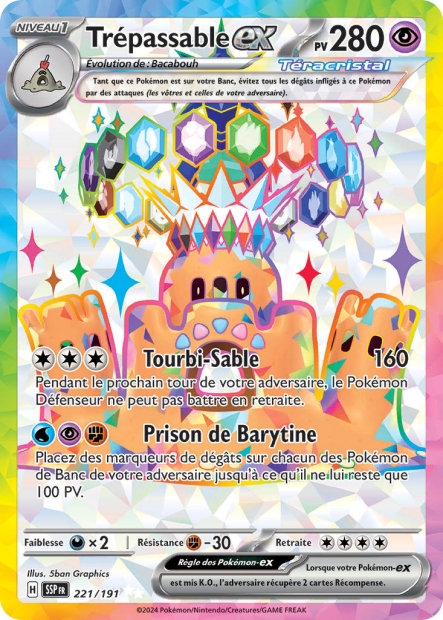 NIVEAU 1
Trépassable ex PV 280
Évolution de : Bacabouh
Téracristal
Tant que ce Pokémon est sur votre Banc, évitez tous les dégâts infligés à ce Pokémon
par des attaques (les vôtres et celles de votre adversaire).
Tourbi-Sable 160
Pendant le prochain tour de votre adversaire, le Pokémon
Défenseur ne peut pas battre en retraite.
Prison de Barytine
Placez des marqueurs de dégâts sur chacun des Pokémon
de Banc de votre adversaire jusqu'à ce qu'il ne lui reste que
100 PV.
Faiblesse ×2 Résistance -30 Retraite
Règle des Pokémon-ex Lorsque votre Pokémon-ex
est mis K.O., l'adversaire récupère 2 cartes Récompense.
Illus. 5ban Graphics
H SSP FR 221/191
©2024 Pokémon/Nintendo/Creatures/GAME FREAK